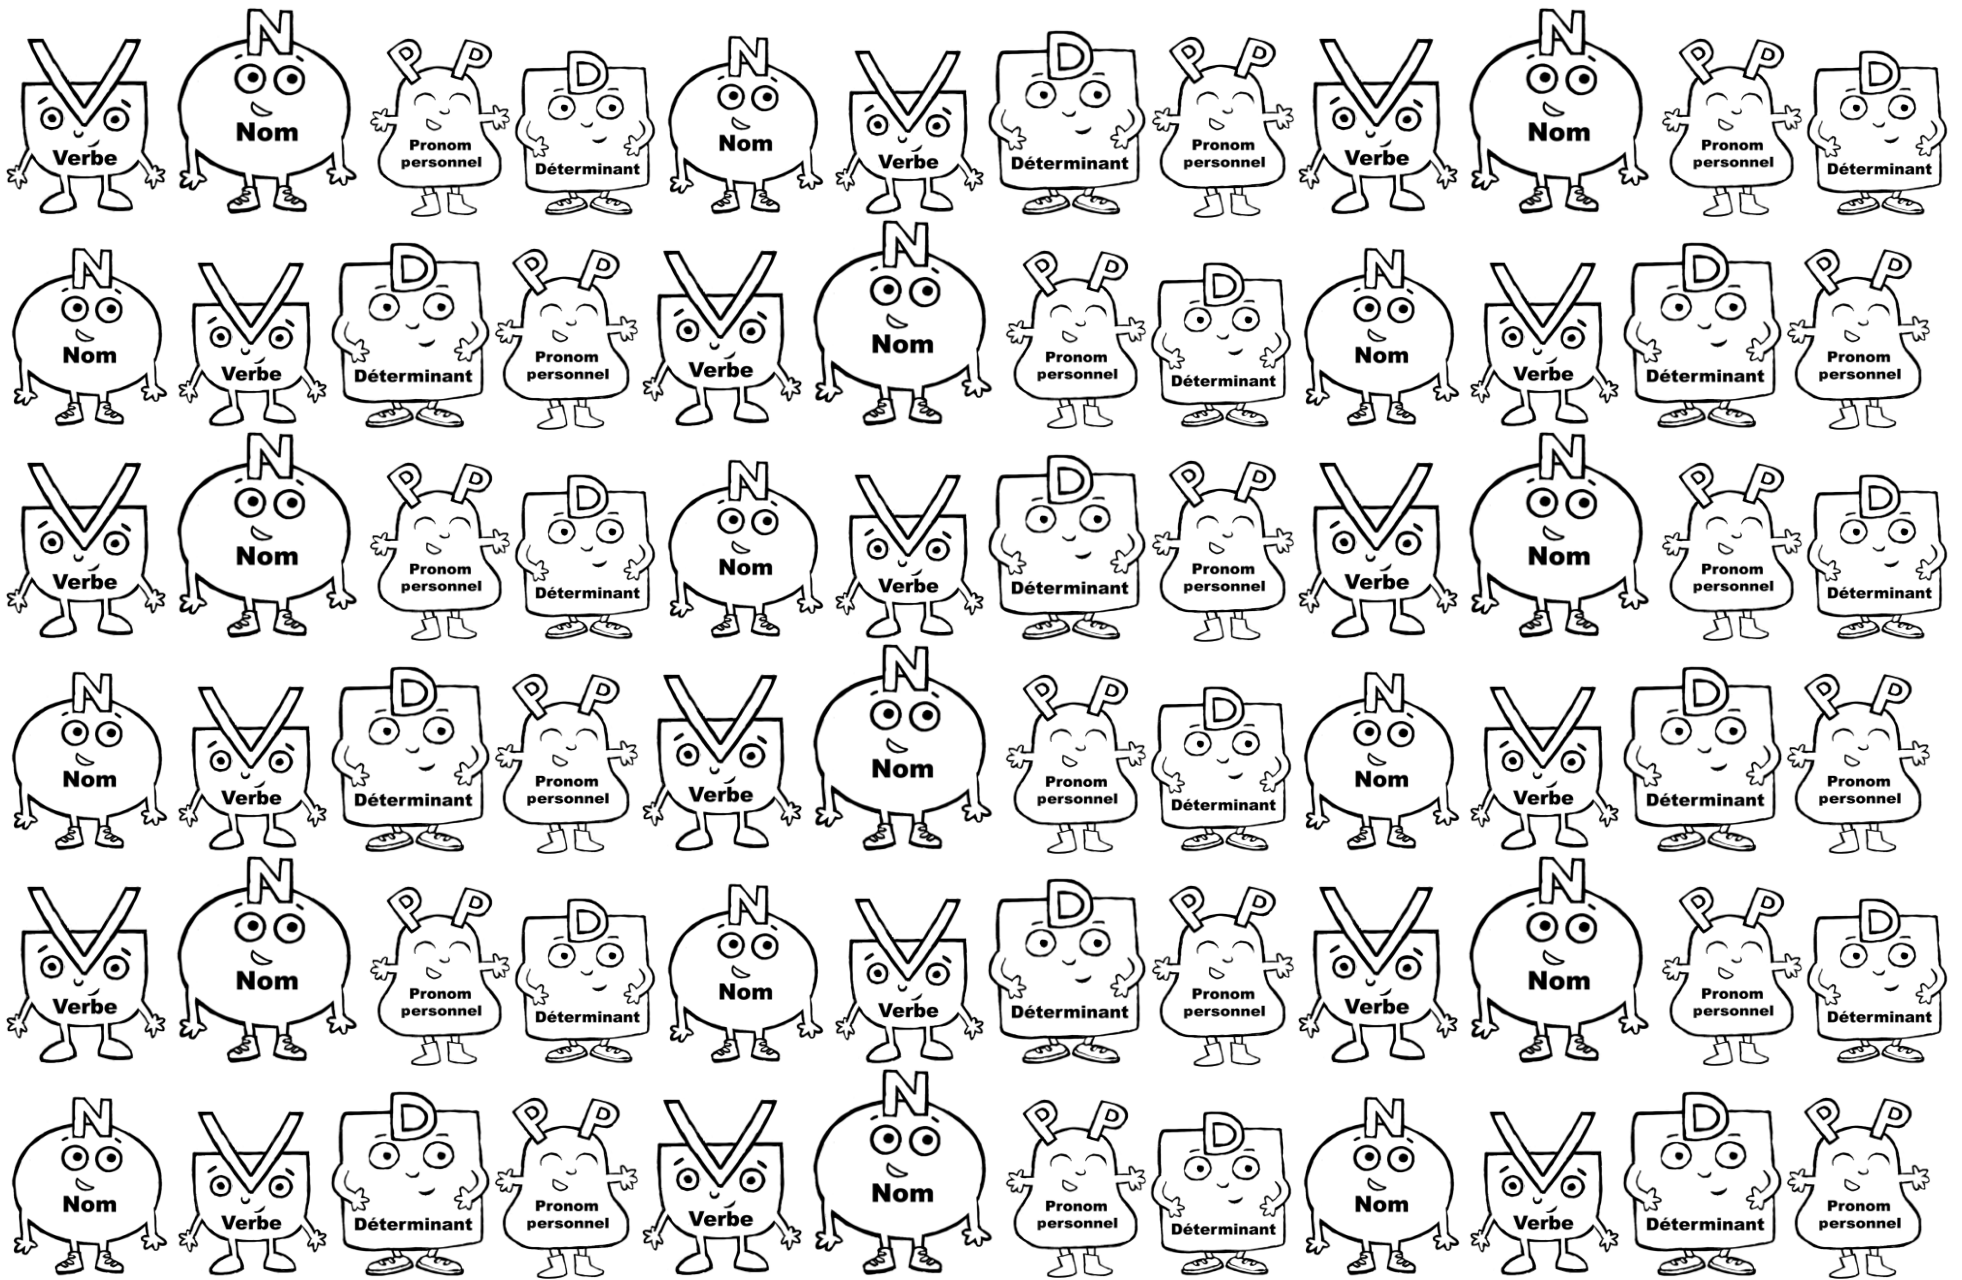 V N P P D N V D P P V N P P D
Verbe Nom Pronom personnel Déterminant Nom Verbe Déterminant Pronom personnel Verbe Nom Pronom personnel Déterminant
N V D P P V N P P D N V D P P
Nom Verbe Déterminant Pronom personnel Verbe Nom Pronom personnel Déterminant Nom Verbe Déterminant Pronom personnel
V N P P D N V D P P V N P P D
Verbe Nom Pronom personnel Déterminant Nom Verbe Déterminant Pronom personnel Verbe Nom Pronom personnel Déterminant
N V D P P V N P P D N V D P P
Nom Verbe Déterminant Pronom personnel Verbe Nom Pronom personnel Déterminant Nom Verbe Déterminant Pronom personnel
V N P P D N V D P P V N P P D
Verbe Nom Pronom personnel Déterminant Nom Verbe Déterminant Pronom personnel Verbe Nom Pronom personnel Déterminant
N V D P P V N P P D N V D P P
Nom Verbe Déterminant Pronom personnel Verbe Nom Pronom personnel Déterminant Nom Verbe Déterminant Pronom personnel